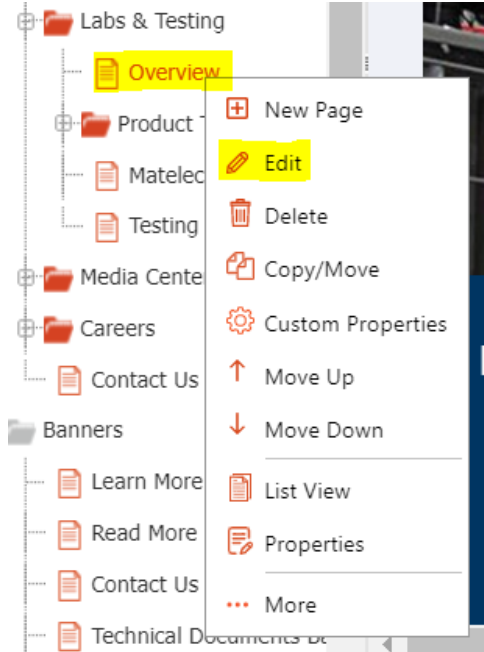 Labs & Testing
Overview
Product
Matelec
Testing
Media Cente
Careers
Contact Us
Banners
Learn More
Read More
Contact Us
Technical Documents Ba
New Page
Edit
Delete
Copy/Move
Custom Properties
Move Up
Move Down
List View
Properties
More